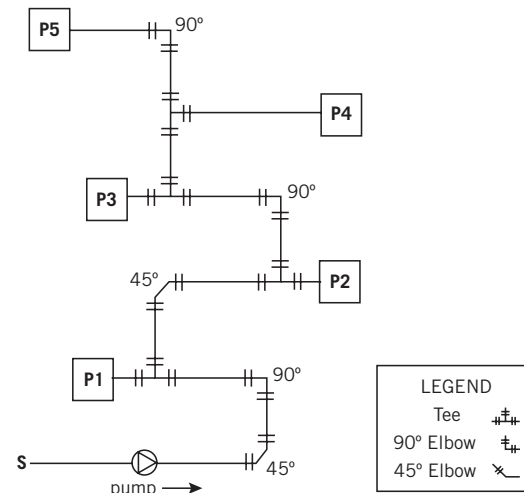 P5
90º
P4
P3
90º
45º
P2
P1
90º
S
45º
pump
LEGEND
Tee
90º Elbow
45º Elbow